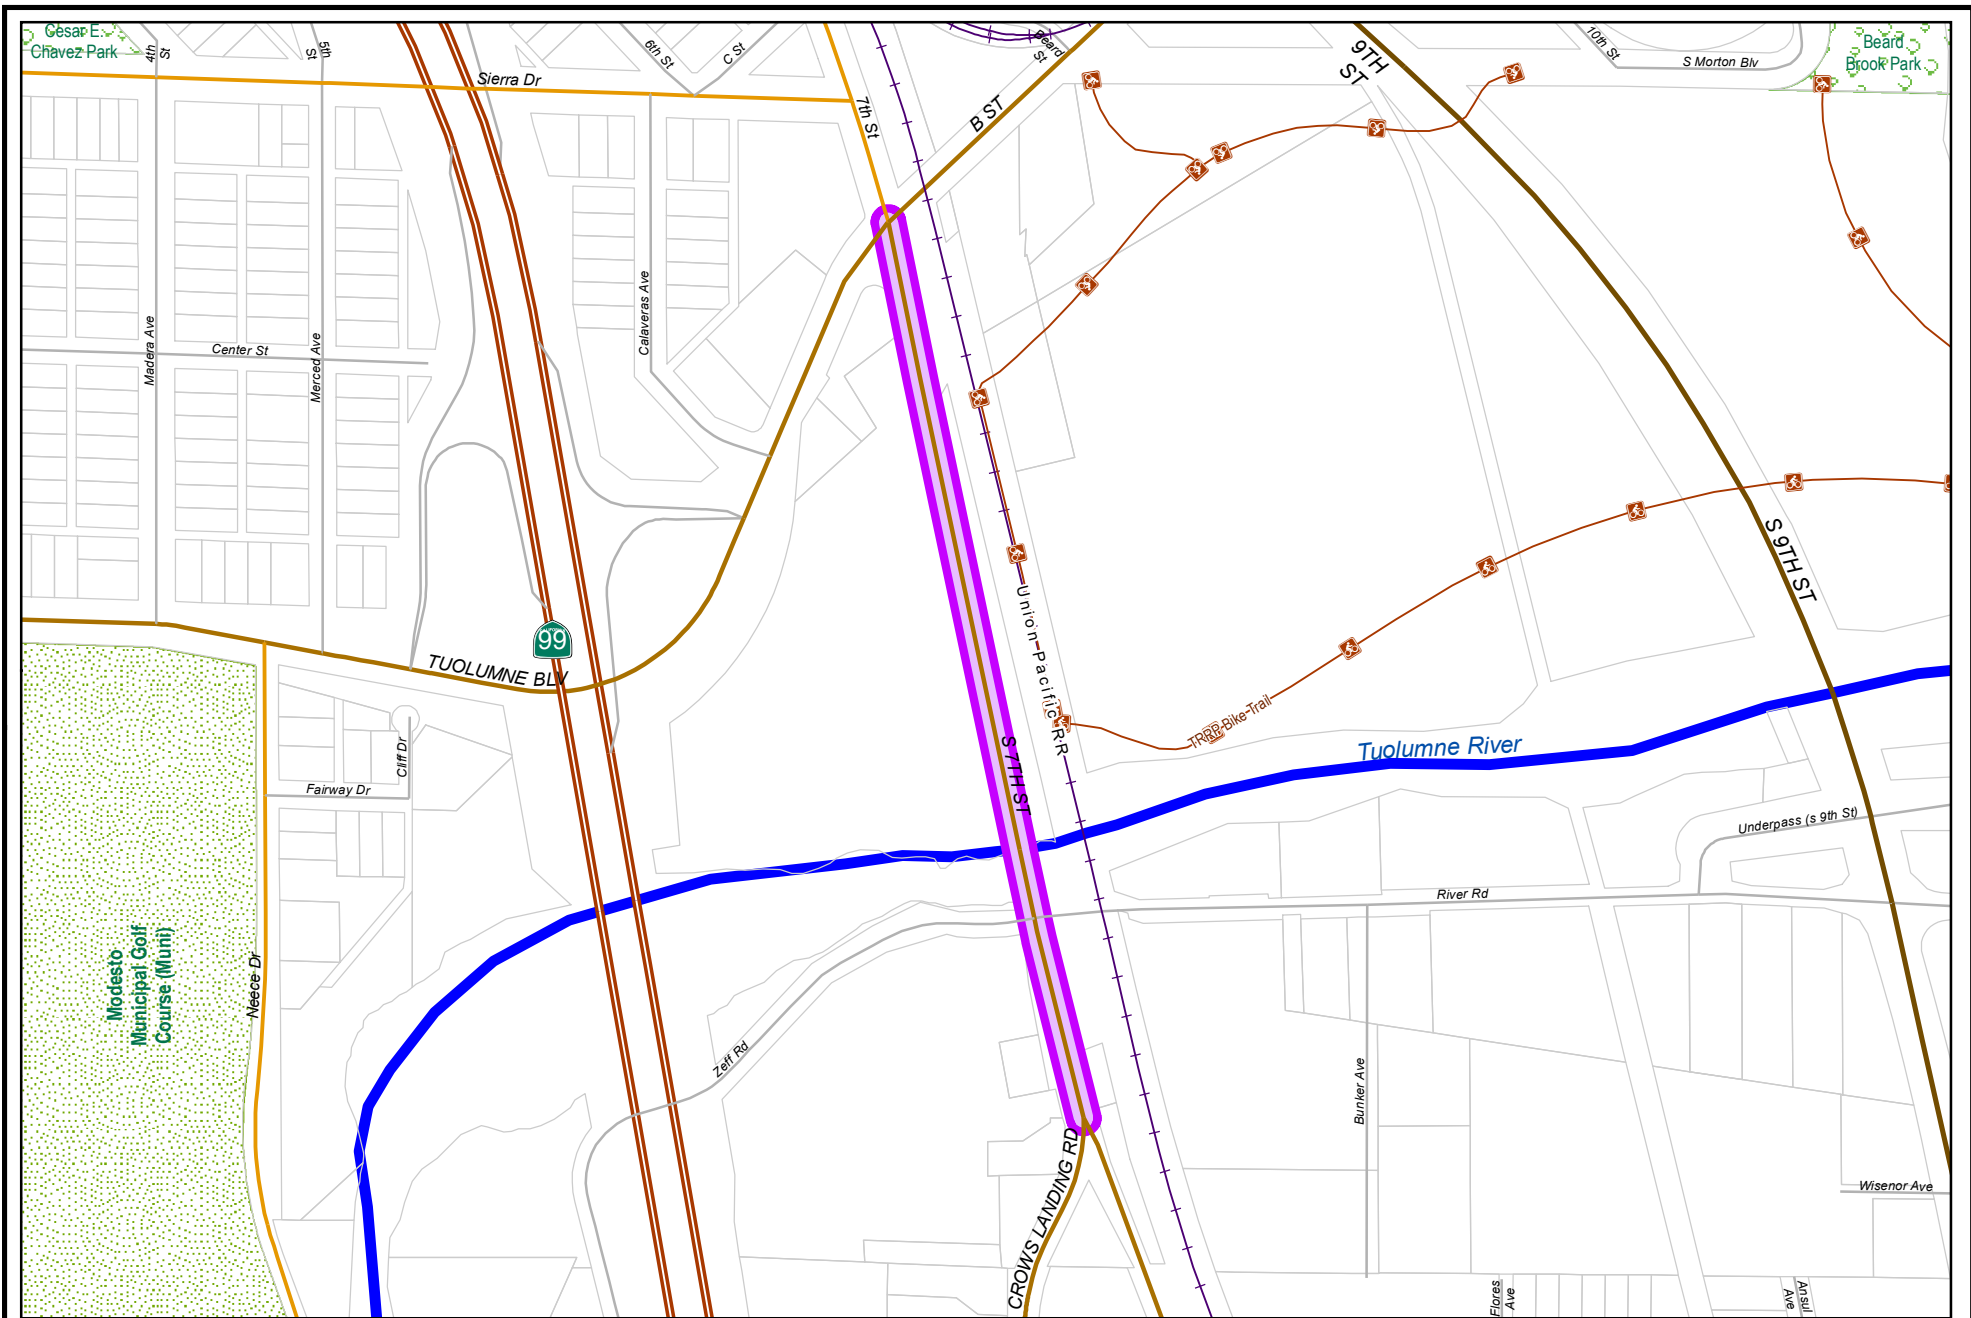 Cesar E.
Chavez Park
4th
St
5th
St
6th St
C St
Beard
St
9TH
ST
10th St
S Morton Blv
Beard
Brook Park
Sierra Dr
7th St
B ST
Center St
Madera Ave
Merced Ave
Calaveras Ave
S 9TH ST
99
Union Pacific RR
TUOLUMNE BLV
TRRP Bike Trail
Tuolumne River
S 7TH ST
Cliff Dr
Fairway Dr
Underpass (s 9th St)
River Rd
Modesto
Municipal Golf
Course (Muni)
Neece Dr
Zeff Rd
Bunker Ave
CROWS LANDING RD
Wisenor Ave
Flores
Ave
Ansul
Ave